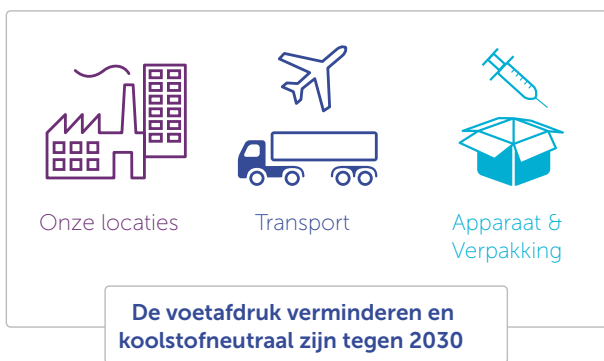 Onze locaties
Transport
Apparaat &
Verpakking
De voetafdruk verminderen en
koolstofneutraal zijn tegen 2030